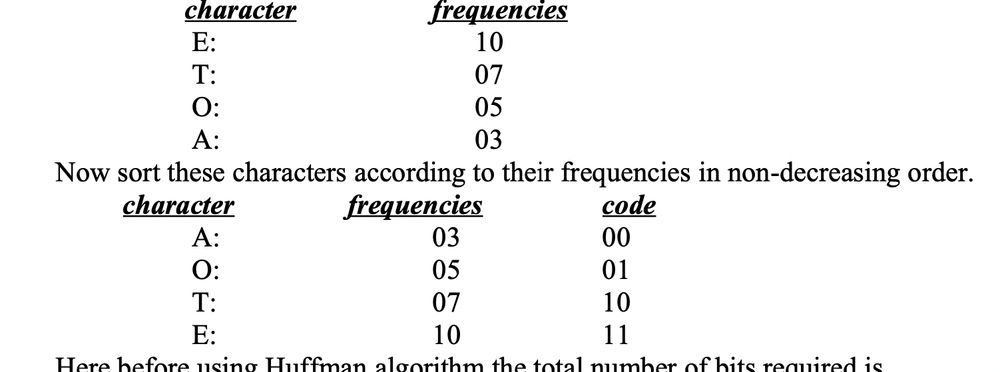 character frequencies
E: 10
T: 07
O: 05
A: 03
Now sort these characters according to their frequencies in non-decreasing order.
character frequencies code
A: 03 00
O: 05 01
T: 07 10
E: 10 11
Here before using Huffman algorithm the total number of bits required is